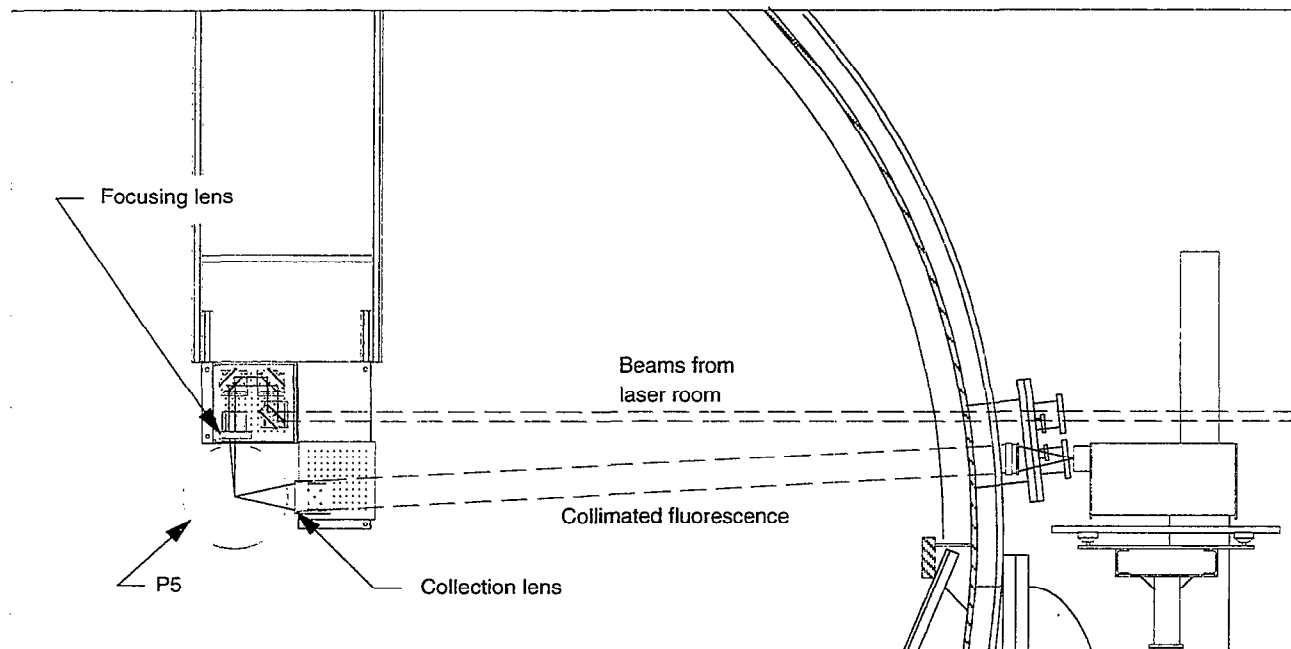 Focusing lens
Beams from
laser room
Collimated fluorescence
P5
Collection lens